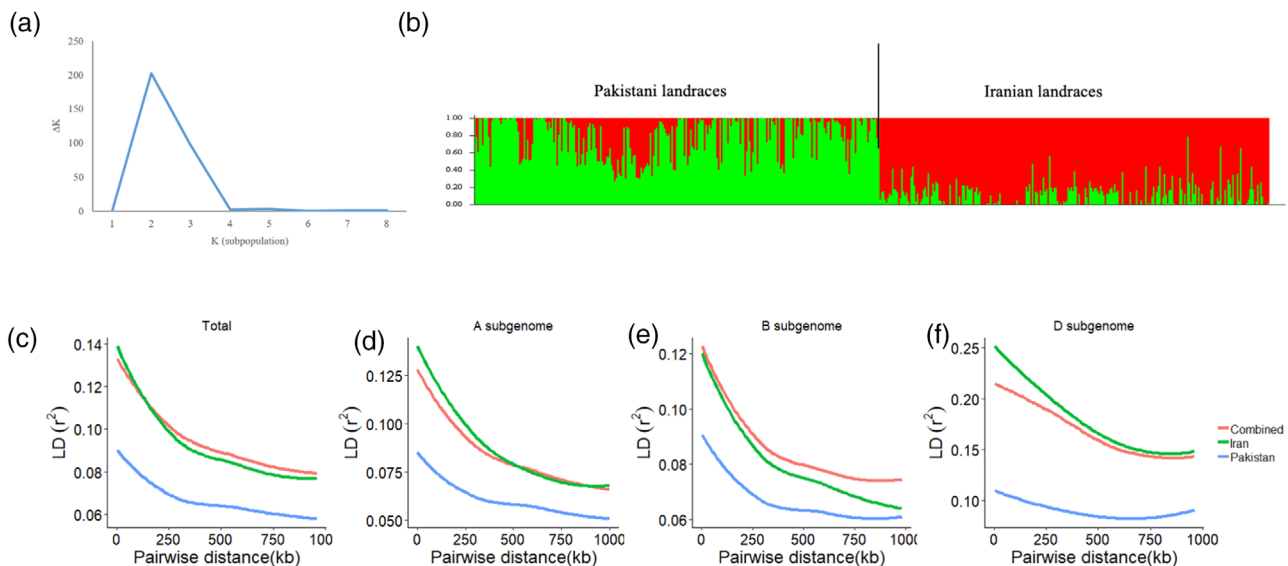 (a)
250
200
150
100
50
0
ΔK
1 2 3 4 5 6 7 8
K (subpopulation)
(b)
Pakistani landraces
Iranian landraces
1.00
0.80
0.60
0.40
0.20
0.00
(c)
Total
0.14
0.12
0.10
0.08
0.06
LD (r²)
0 250 500 750 100
Pairwise distance(kb)
(d)
A subgenome
0.125
0.100
0.075
0.050
LD (r²)
0 250 500 750 1000
Pairwise distance(kb)
(e)
B subgenome
0.12
0.10
0.08
0.06
LD (r²)
0 250 500 750 1000
Pairwise distance(kb)
(f)
D subgenome
0.25
0.20
0.15
0.10
LD (r²)
0 250 500 750 1000
Pairwise distance(kb)
Combined
Iran
Pakistan